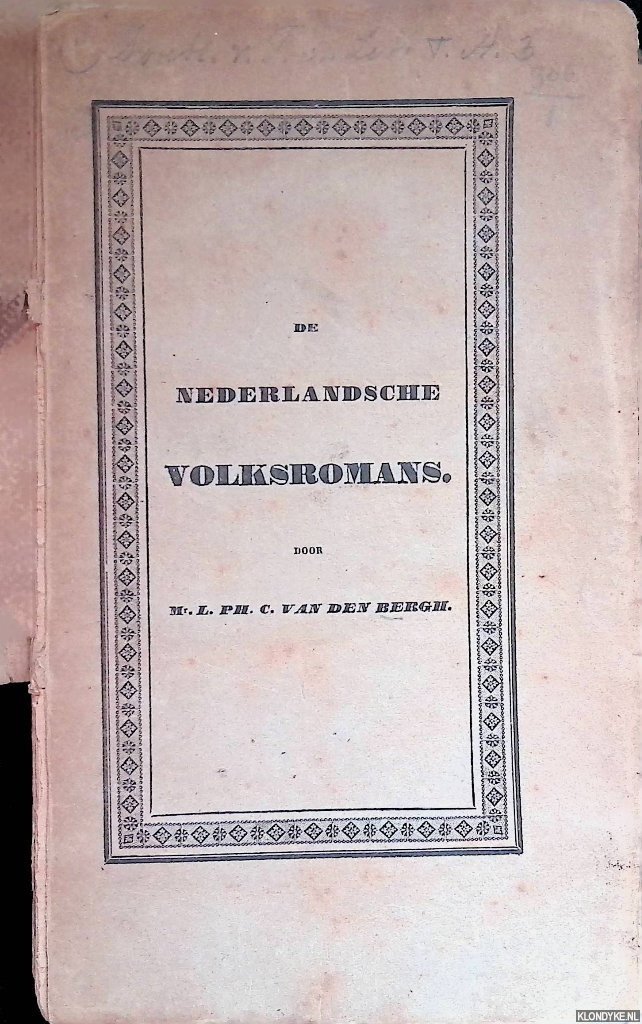 DE
NEDERLANDSCHE
VOLKSROMANS.
DOOR
Mr. L. PH. C. VAN DEN BERGH.
KLONDYKE.NL